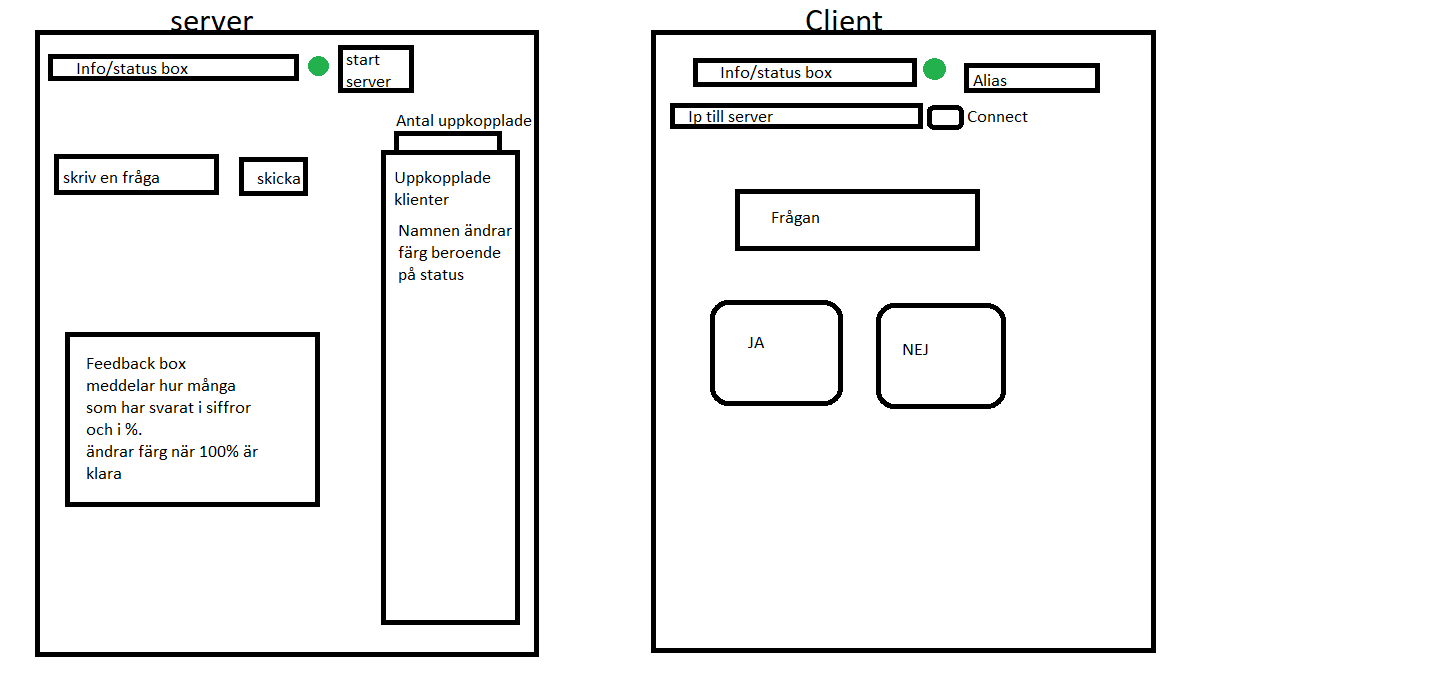 server
Info/status box
start
server
Antal uppkopplade
skriv en fråga
skicka
Uppkopplade
klienter
Namnen ändrar
färg beroende
på status
Feedback box
meddelar hur många
som har svarat i siffror
och i %.
ändrar färg när 100% är
klara
Client
Info/status box
Alias
Ip till server
Connect
Frågan
JA
NEJ